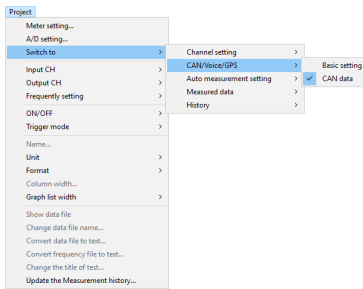 Project
Meter setting...
A/D setting...
Switch to
Input CH
Output CH
Frequently setting
ON/OFF
Trigger mode
Name...
Unit
Format
Column width...
Graph list width
Show data file
Change data file name...
Convert data file to text...
Convert frequency file to text...
Change the title of test...
Update the Measurement history...
Channel setting
CAN/Voice/GPS
Auto measurement setting
Measured data
History
Basic setting
CAN data